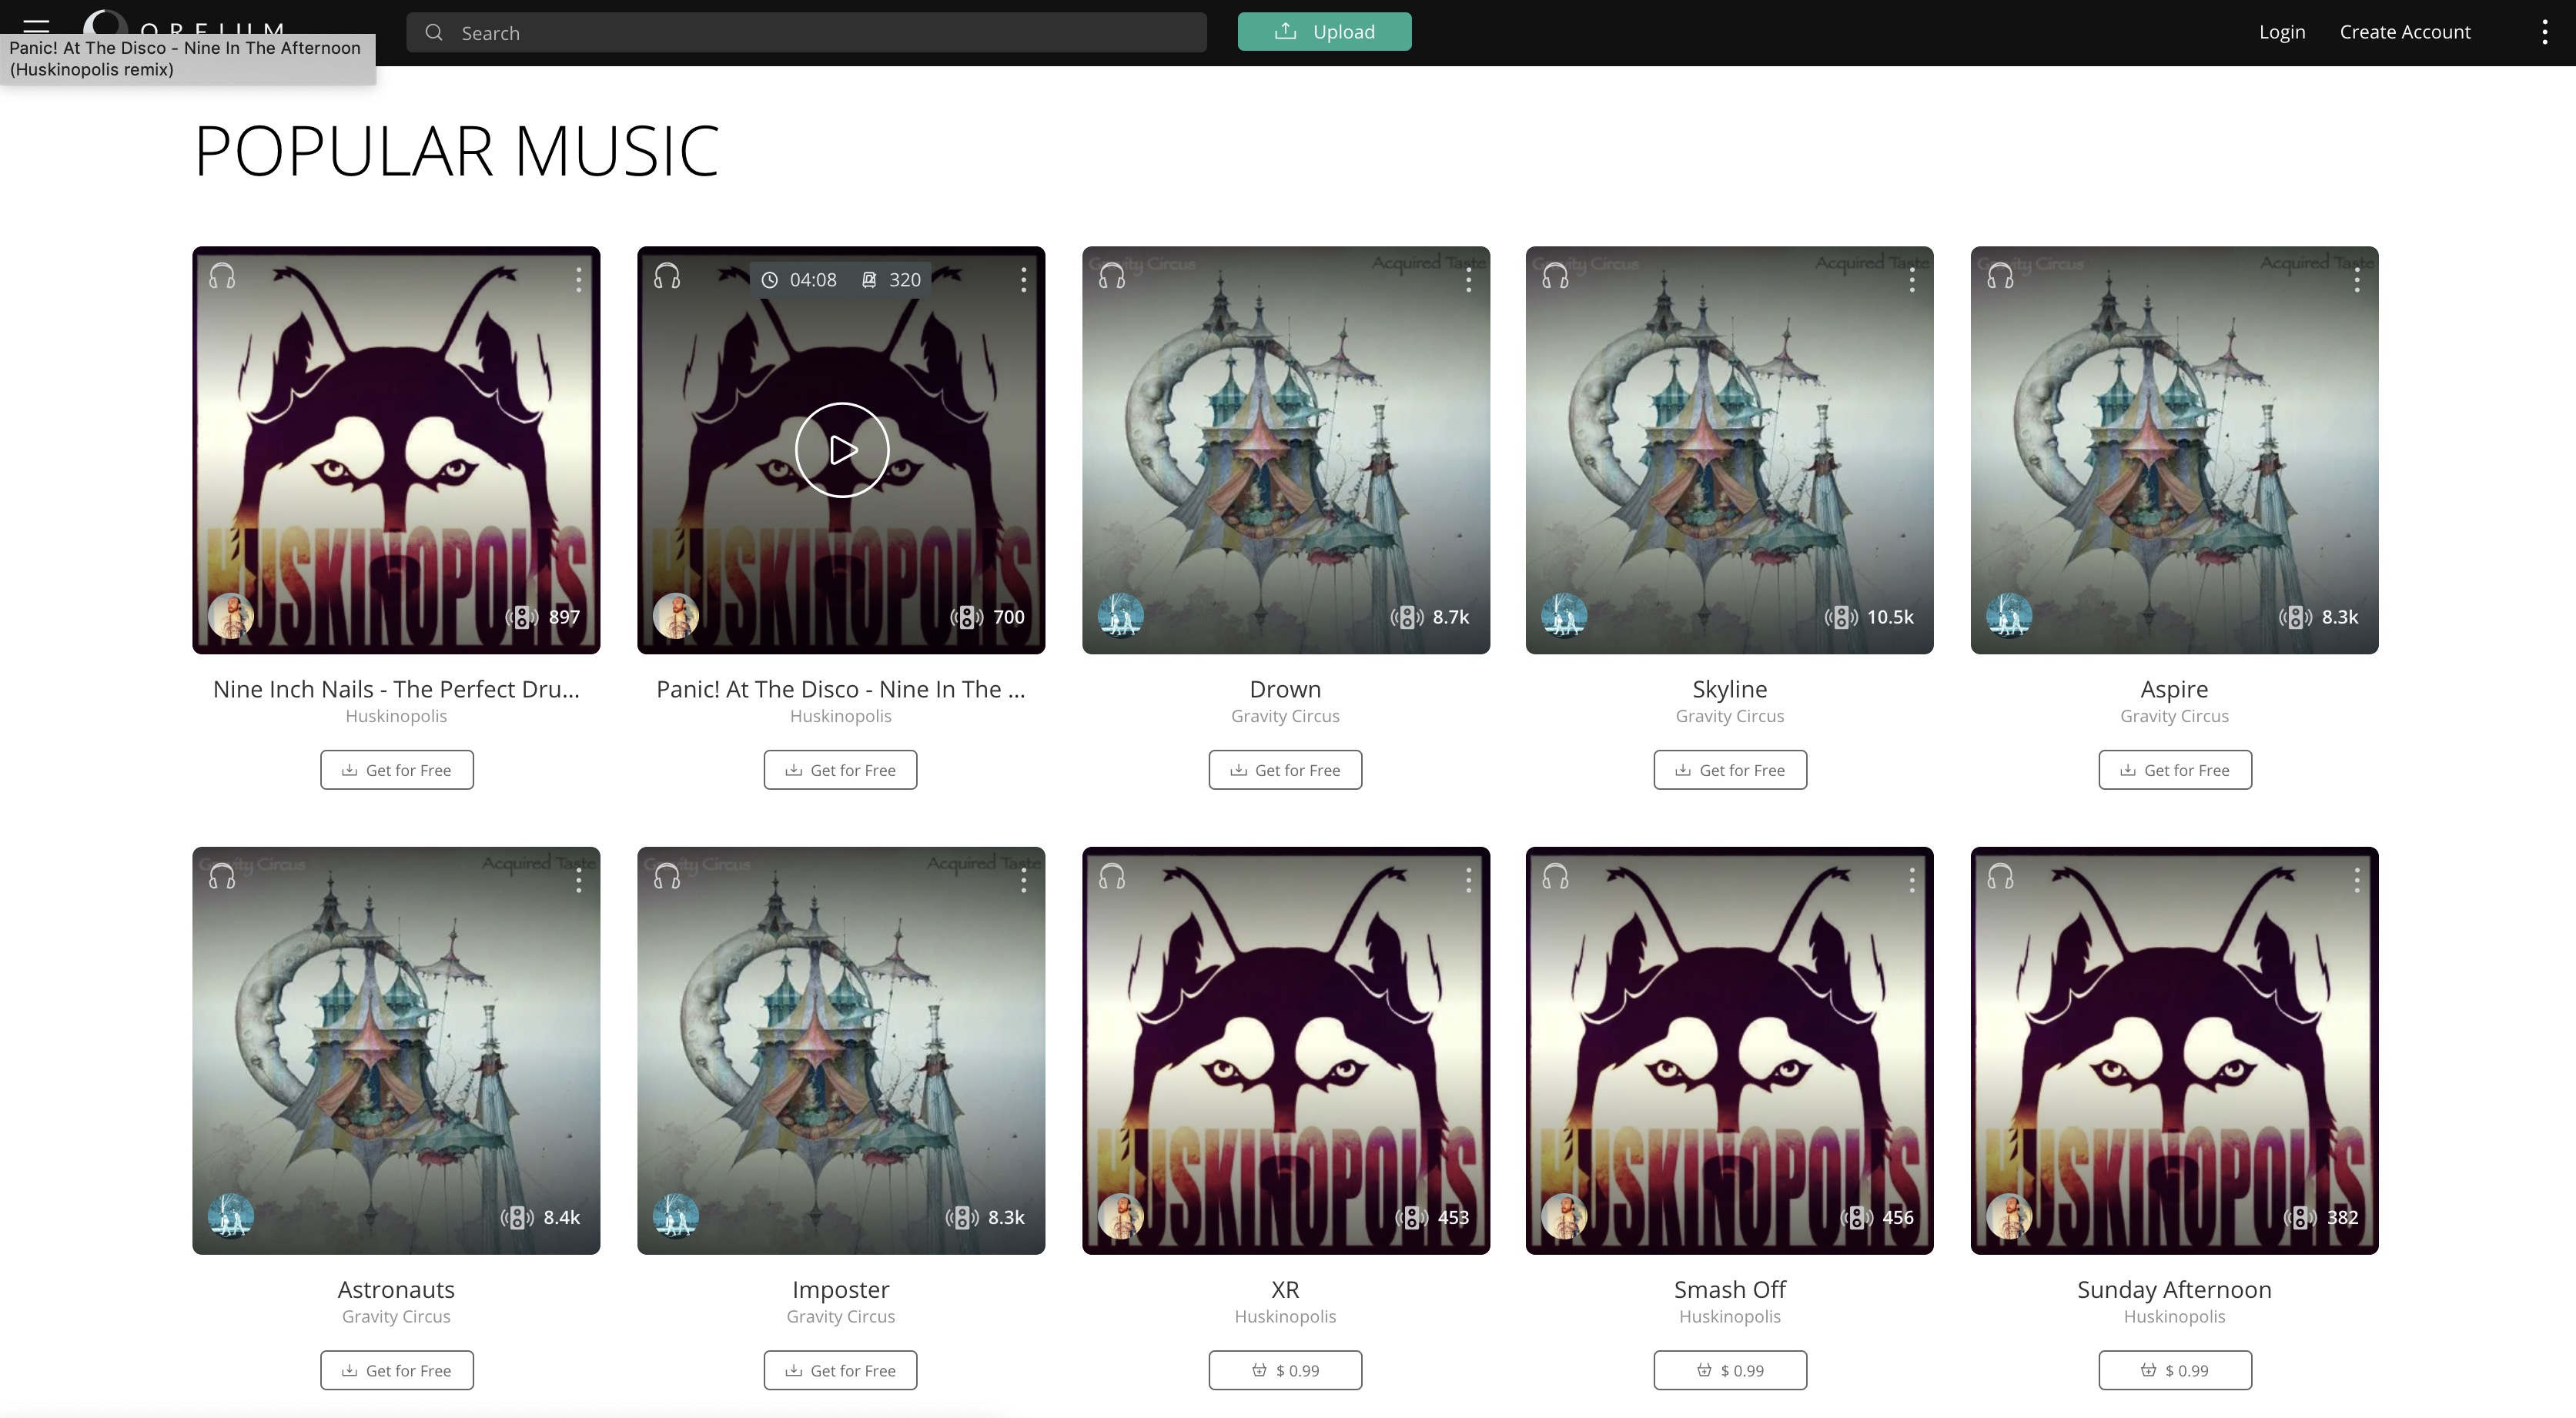 ORFIUM
Search
Upload
Login
Create Account
Panic! At The Disco - Nine In The Afternoon
(Huskinopolis remix)
POPULAR MUSIC
HUSKINOPOLIS
897
Nine Inch Nails - The Perfect Dru...
Huskinopolis
Get for Free
04:08
320
HUSKINOPOLIS
700
Panic! At The Disco - Nine In The ...
Huskinopolis
Get for Free
Gravity Circus
Acquired Taste
8.7k
Drown
Gravity Circus
Get for Free
Gravity Circus
Acquired Taste
10.5k
Skyline
Gravity Circus
Get for Free
Gravity Circus
Acquired Taste
8.3k
Aspire
Gravity Circus
Get for Free
Gravity Circus
Acquired Taste
8.4k
Astronauts
Gravity Circus
Get for Free
Gravity Circus
Acquired Taste
8.3k
Imposter
Gravity Circus
Get for Free
HUSKINOPOLIS
453
XR
Huskinopolis
$ 0.99
HUSKINOPOLIS
456
Smash Off
Huskinopolis
$ 0.99
HUSKINOPOLIS
382
Sunday Afternoon
Huskinopolis
$ 0.99